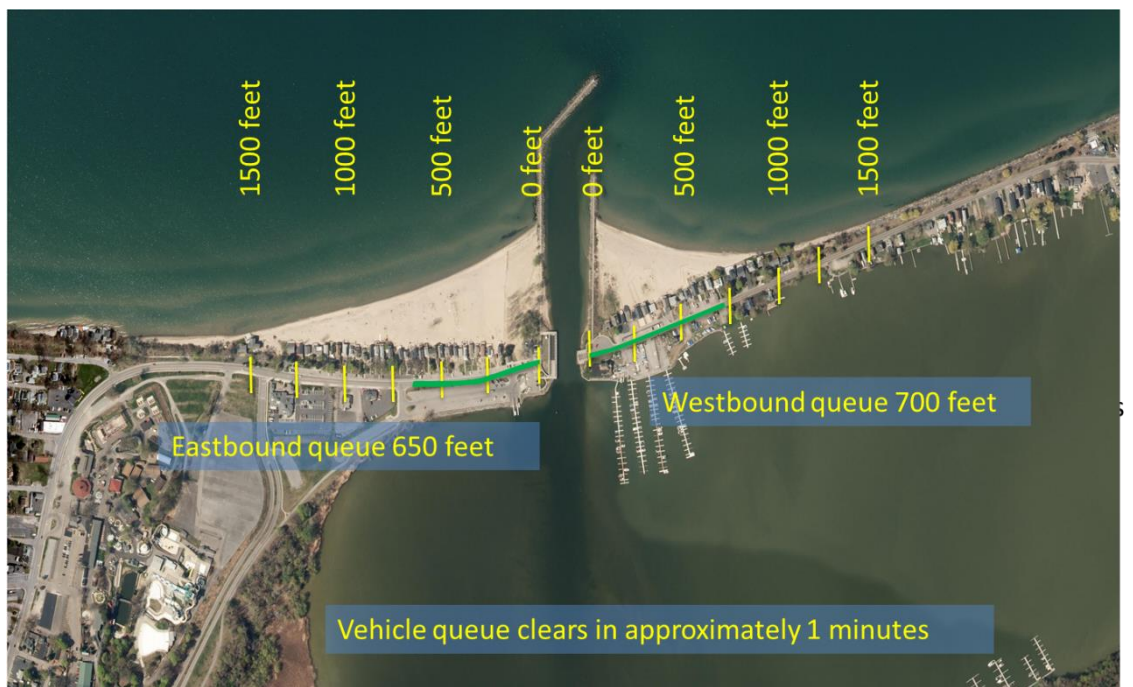 1500 feet
1000 feet
500 feet
0 feet
0 feet
500 feet
1000 feet
1500 feet
Westbound queue 700 feet
s
Eastbound queue 650 feet
Vehicle queue clears in approximately 1 minutes